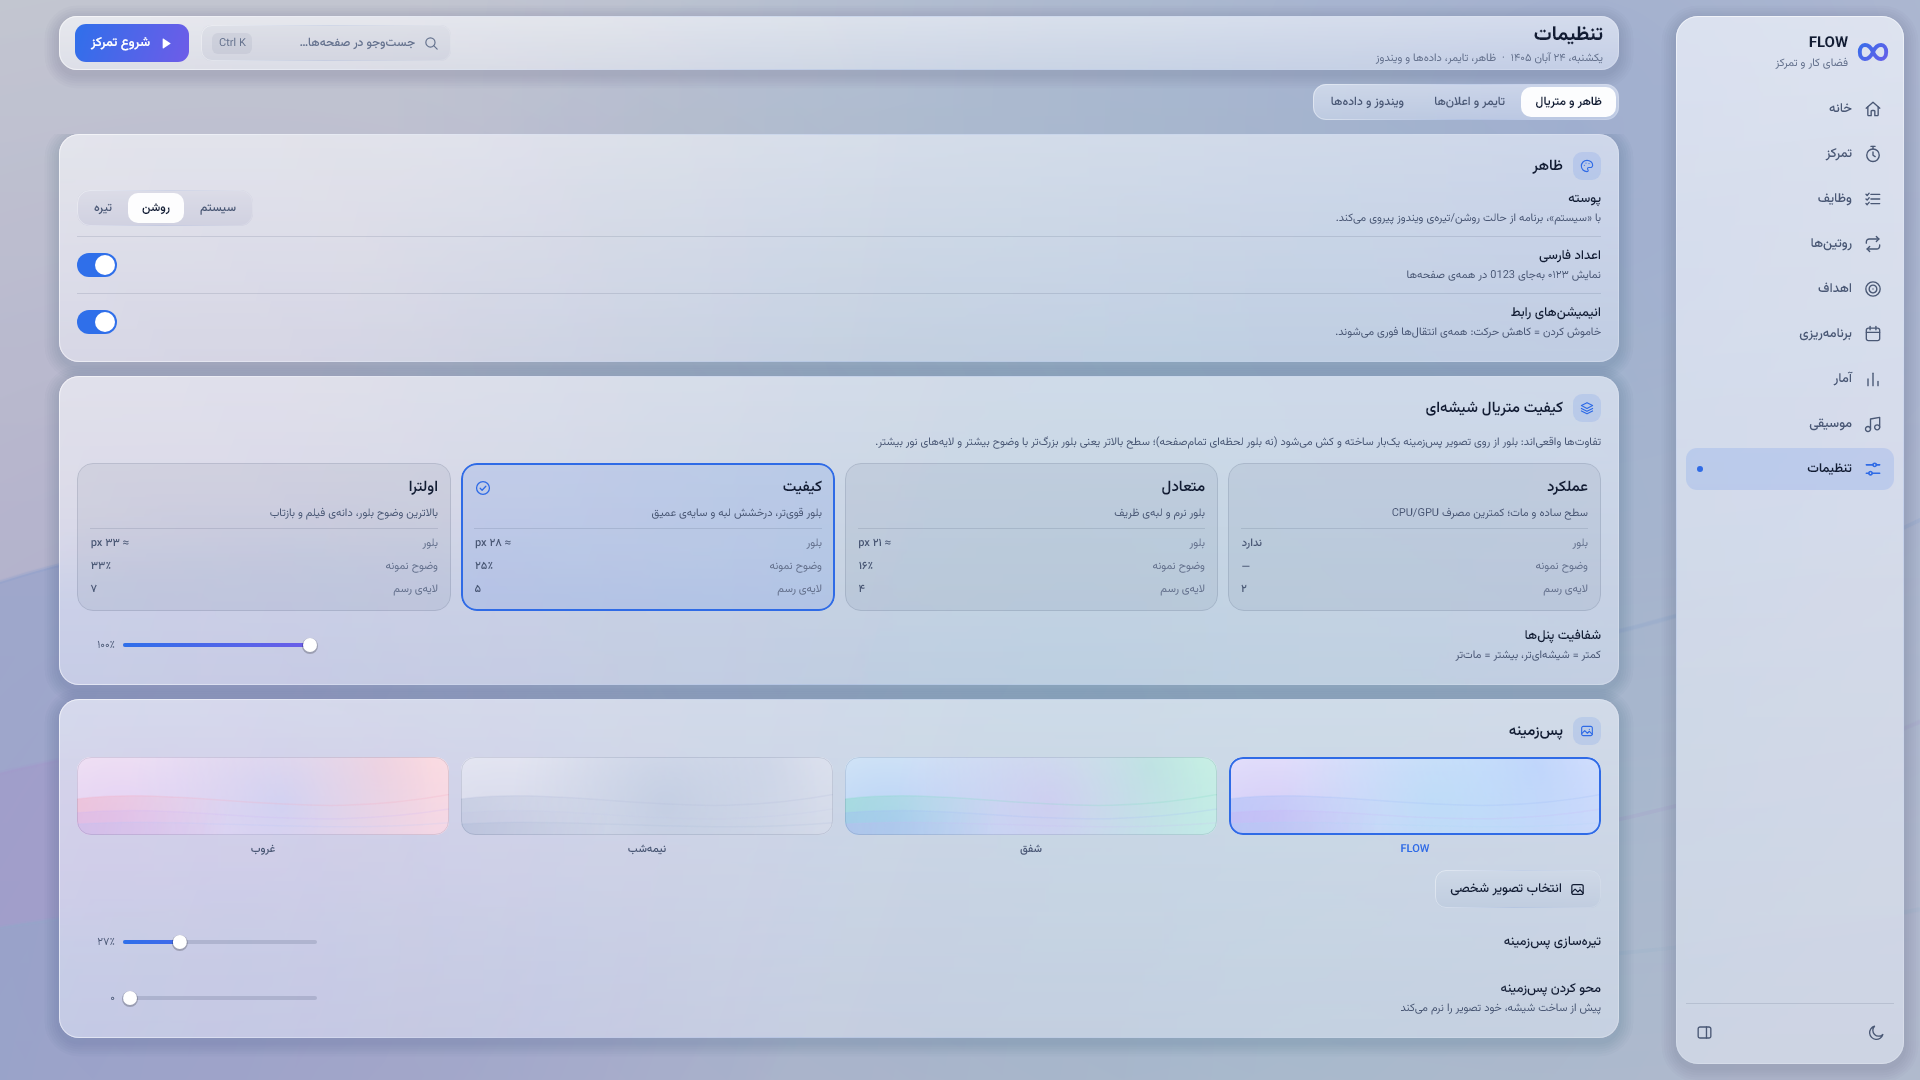 FLOW
فضای کار و تمرکز
خانه
تمرکز
وظایف
روتین‌ها
اهداف
برنامه‌ریزی
آمار
موسیقی
تنظیمات
تنظیمات
یکشنبه، ۲۴ آبان ۱۴۰۵ · ظاهر، تایمر، داده‌ها و ویندوز
جست‌وجو در صفحه‌ها...
Ctrl K
شروع تمرکز
ظاهر و متریال
تایمر و اعلان‌ها
ویندوز و داده‌ها
ظاهر
پوسته
با «سیستم»، برنامه از حالت روشن/تیره‌ی ویندوز پیروی می‌کند.
سیستم
روشن
تیره
اعداد فارسی
نمایش ۰۱۲۳ به‌جای 0123 در همه‌ی صفحه‌ها
انیمیشن‌های رابط
خاموش کردن = کاهش حرکت: همه‌ی انتقال‌ها فوری می‌شوند.
کیفیت متریال شیشه‌ای
تفاوت‌ها واقعی‌اند: بلور از روی تصویر پس‌زمینه یک‌بار ساخته و کش می‌شود (نه بلور لحظه‌ای تمام‌صفحه)؛ سطح بالاتر یعنی بلور بزرگ‌تر با وضوح بیشتر و لایه‌های نور بیشتر.
عملکرد
سطح ساده و مات؛ کمترین مصرف CPU/GPU
بلور ندارد
وضوح نمونه —
لایه‌ی رسم ۲
متعادل
بلور نرم و لبه‌ی ظریف
بلور ≈ ۲۱ px
وضوح نمونه ۱۶٪
لایه‌ی رسم ۴
کیفیت
بلور قوی‌تر، درخشش لبه و سایه‌ی عمیق
بلور ≈ ۲۸ px
وضوح نمونه ۲۵٪
لایه‌ی رسم ۵
اولترا
بالاترین وضوح بلور، دانه‌ی فیلم و بازتاب
بلور ≈ ۳۳ px
وضوح نمونه ۳۳٪
لایه‌ی رسم ۷
شفافیت پنل‌ها
کمتر = شیشه‌ای‌تر، بیشتر = مات‌تر
۱۰۰٪
پس‌زمینه
FLOW
شفق
نیمه‌شب
غروب
انتخاب تصویر شخصی
تیره‌سازی پس‌زمینه
۲۷٪
محو کردن پس‌زمینه
پیش از ساخت شیشه، خود تصویر را نرم می‌کند
۰